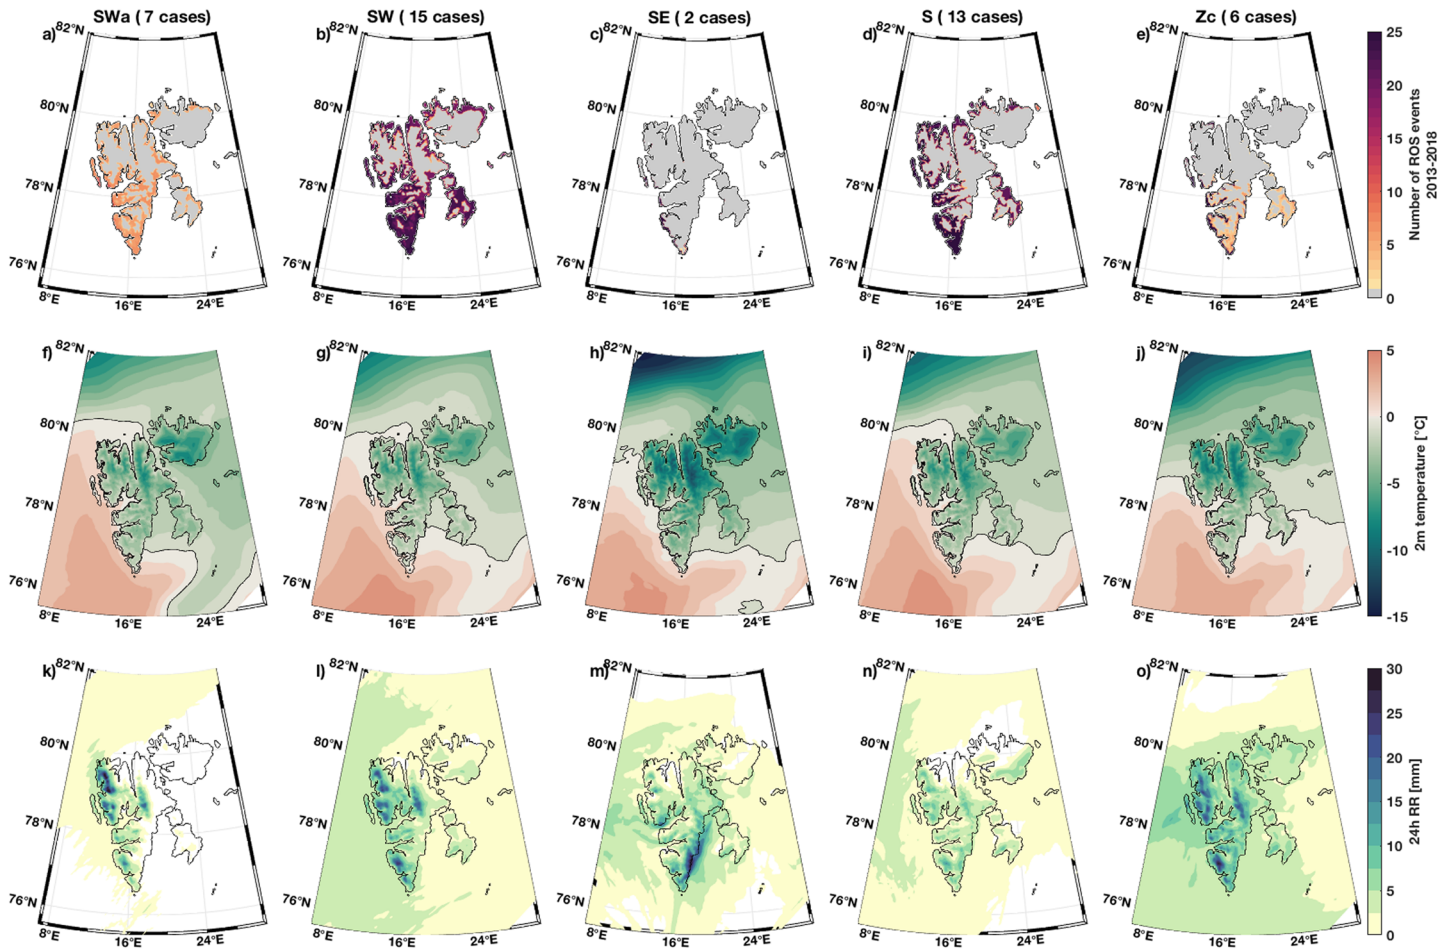 SWa ( 7 cases)
SW ( 15 cases)
SE ( 2 cases)
S ( 13 cases)
Zc ( 6 cases)
a) 82°N
80°N
78°N
76°N
8°E
16°E
24°E
b) 82°N
80°N
78°N
76°N
8°E
16°E
24°E
c) 82°N
80°N
78°N
76°N
8°E
16°E
24°E
d) 82°N
80°N
78°N
76°N
8°E
16°E
24°E
e) 82°N
80°N
78°N
76°N
8°E
16°E
24°E
25
20
15
10
5
0
Number of ROS events
2013-2018
f) 82°N
80°N
78°N
76°N
8°E
16°E
24°E
g) 82°N
80°N
78°N
76°N
8°E
16°E
24°E
h) 82°N
80°N
78°N
76°N
8°E
16°E
24°E
i) 82°N
80°N
78°N
76°N
8°E
16°E
24°E
j) 82°N
80°N
78°N
76°N
8°E
16°E
24°E
5
0
-5
-10
-15
2m temperature [°C]
k) 82°N
80°N
78°N
76°N
8°E
16°E
24°E
l) 82°N
80°N
78°N
76°N
8°E
16°E
24°E
m) 82°N
80°N
78°N
76°N
8°E
16°E
24°E
n) 82°N
80°N
78°N
76°N
8°E
16°E
24°E
o) 82°N
80°N
78°N
76°N
8°E
16°E
24°E
30
25
20
15
10
5
0
24h RR [mm]